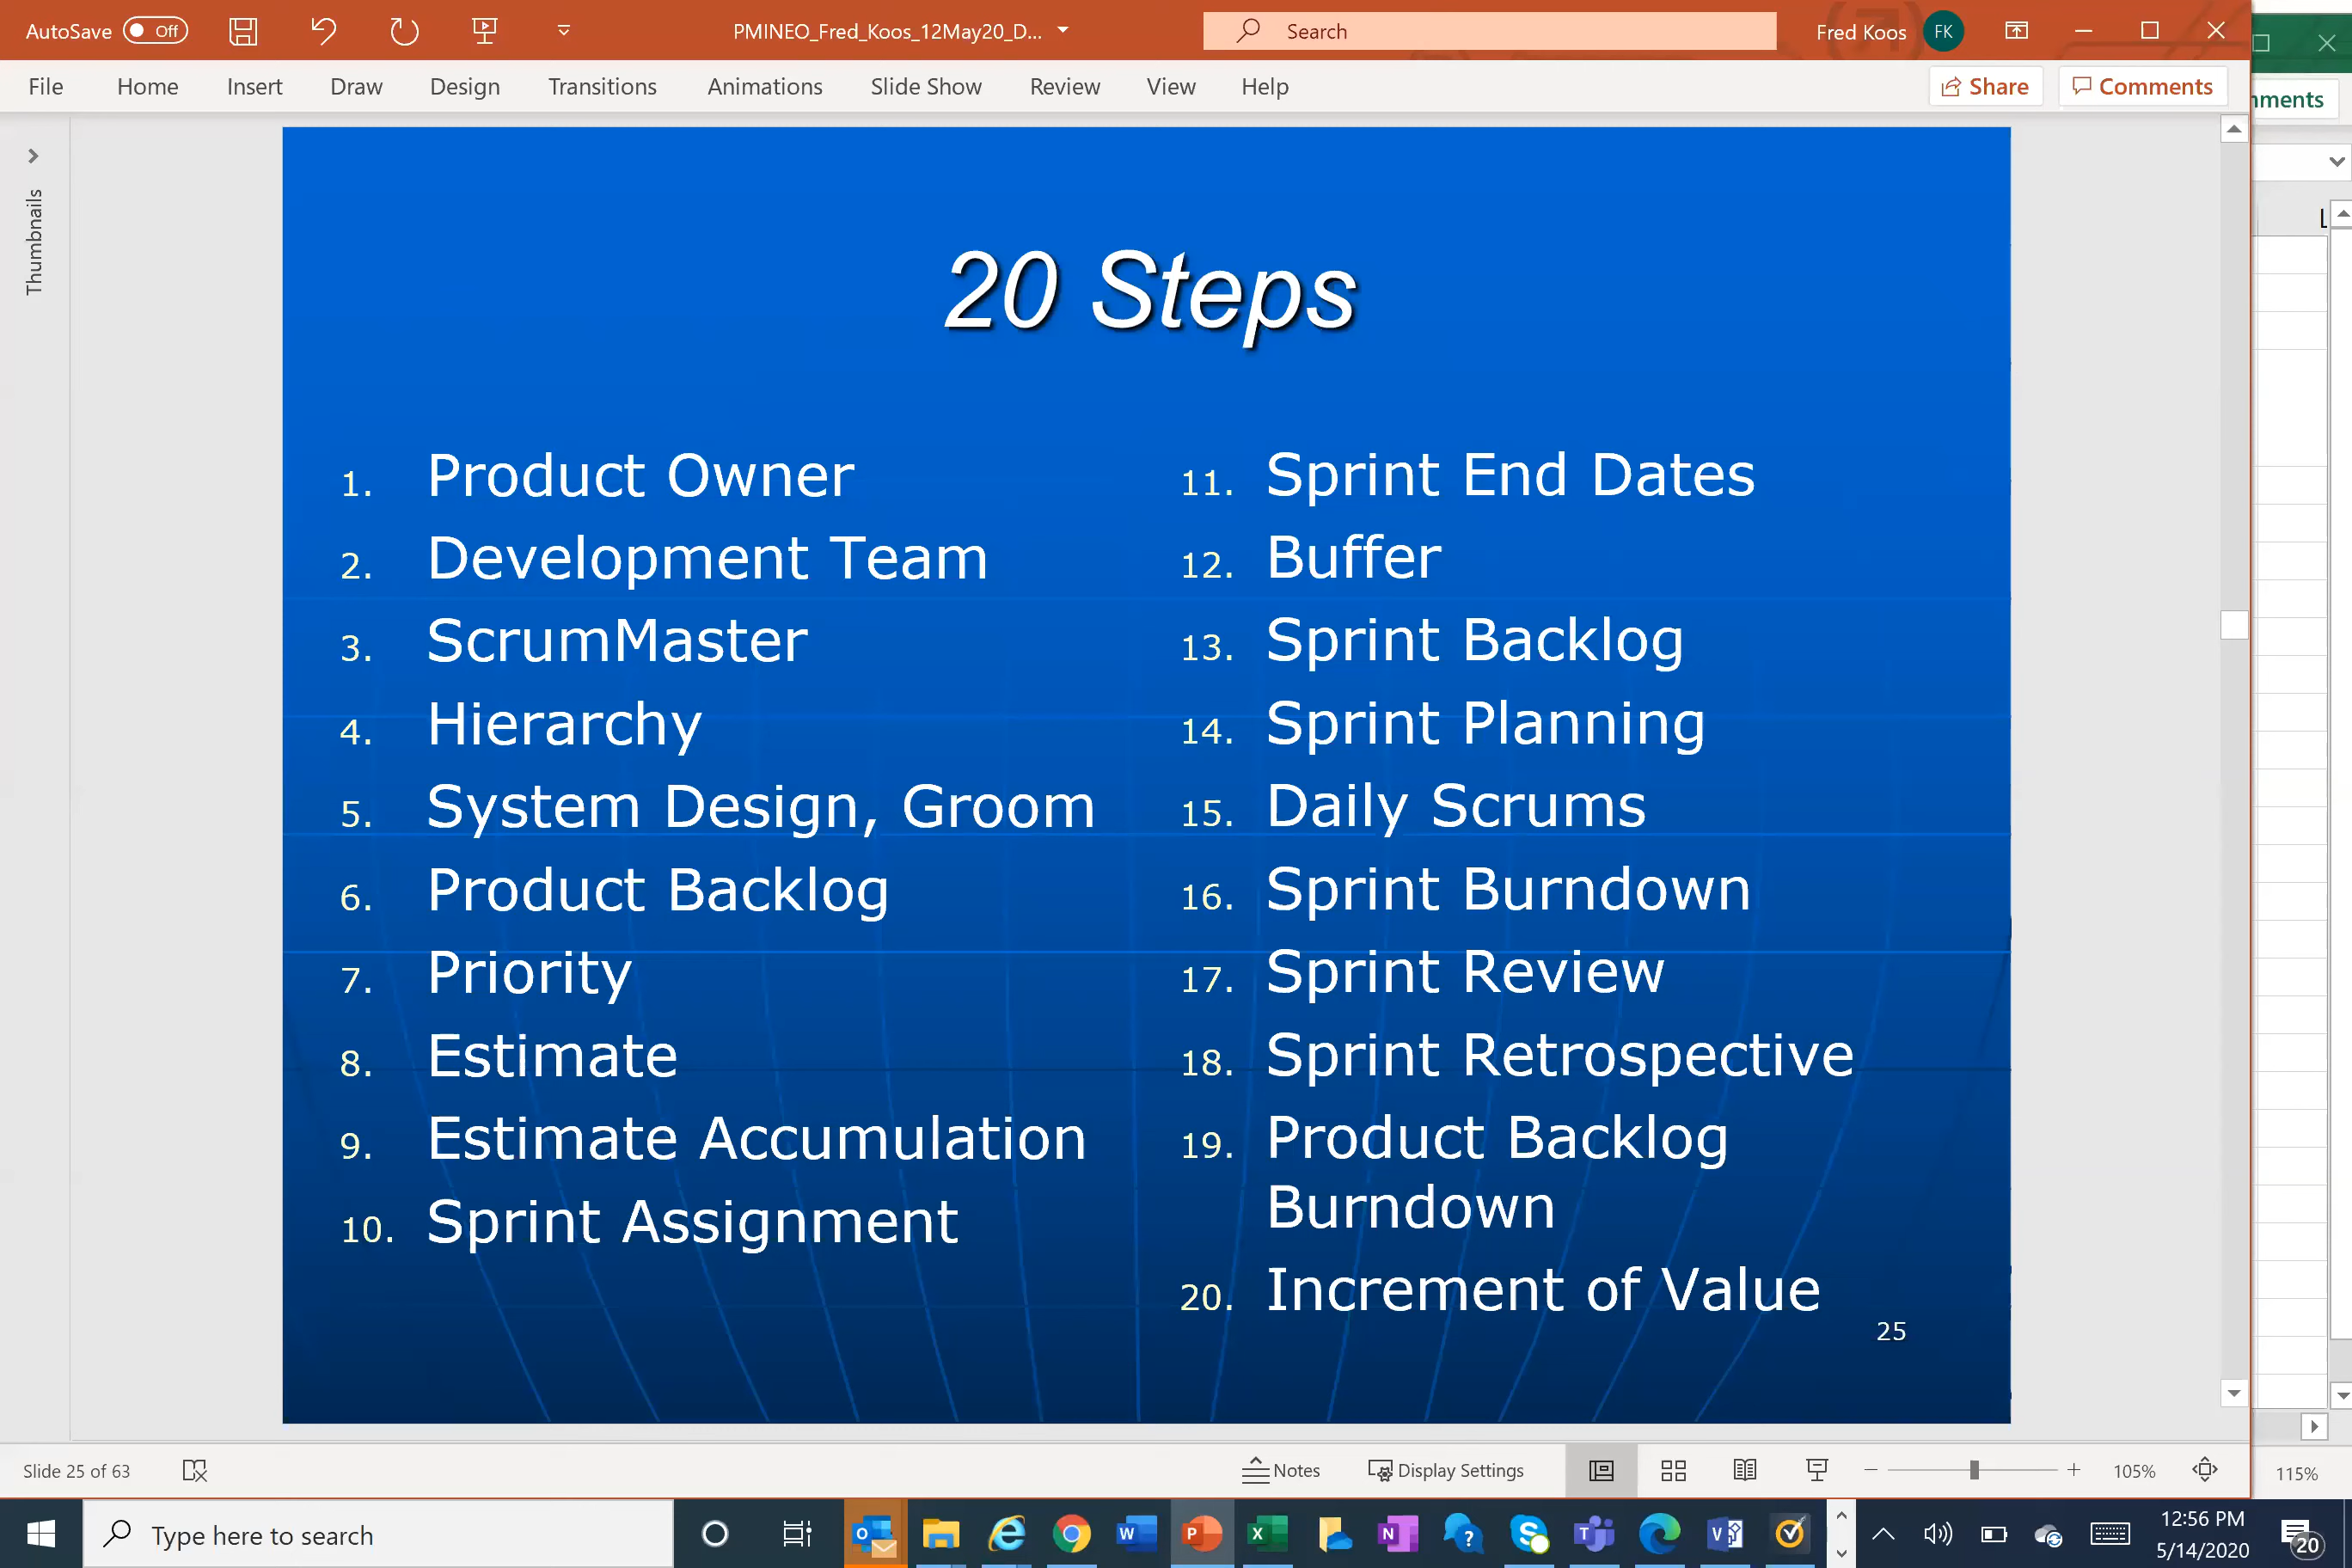 AutoSave Off
PMINEO_Fred_Koos_12May20_D...
Search
Fred Koos FK
File Home Insert Draw Design Transitions Animations Slide Show Review View Help
Share Comments
Thumbnails
20 Steps
1. Product Owner
2. Development Team
3. ScrumMaster
4. Hierarchy
5. System Design, Groom
6. Product Backlog
7. Priority
8. Estimate
9. Estimate Accumulation
10. Sprint Assignment
11. Sprint End Dates
12. Buffer
13. Sprint Backlog
14. Sprint Planning
15. Daily Scrums
16. Sprint Burndown
17. Sprint Review
18. Sprint Retrospective
19. Product Backlog
Burndown
20. Increment of Value
25
Slide 25 of 63
Notes
Display Settings
105%
115%
Type here to search
12:56 PM
5/14/2020
20